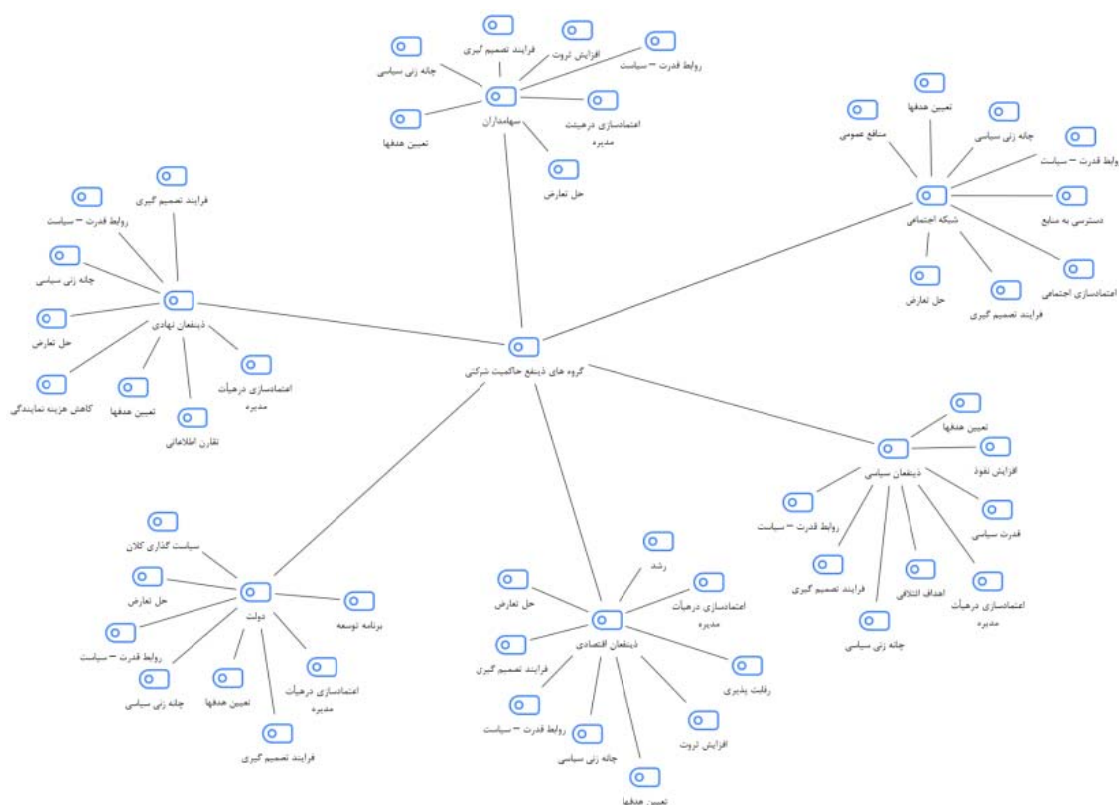 فرایند تصمیم گیری
افزایش ثروت
روابط قدرت – سیاست
چانه زنی سیاسی
سهامداران
اعتمادسازی درهیئت
مدیره
تعیین هدفها
حل تعارض
تعیین هدفها
منافع عمومی
چانه زنی سیاسی
روابط قدرت – سیاست
شبکه اجتماعی
دسترسی به منابع
اعتمادسازی اجتماعی
حل تعارض
فرایند تصمیم گیری
فرایند تصمیم گیری
روابط قدرت – سیاست
چانه زنی سیاسی
ذینفعان نهادی
حل تعارض
کاهش هزینه نمایندگی
تعیین هدفها
تقارن اطلاعاتی
اعتمادسازی درهیأت
مدیره
گروه های ذینفع حاکمیت شرکتی
تعیین هدفها
ذینفعان سیاسی
افزایش نفوذ
روابط قدرت – سیاست
قدرت سیاسی
فرایند تصمیم گیری
اهداف ائتلافی
اعتمادسازی درهیأت
مدیره
چانه زنی سیاسی
سیاست گذاری کلان
حل تعارض
دولت
برنامه توسعه
روابط قدرت – سیاست
چانه زنی سیاسی
تعیین هدفها
اعتمادسازی درهیأت
مدیره
فرایند تصمیم گیری
رشد
حل تعارض
اعتمادسازی درهیأت
مدیره
ذینفعان اقتصادی
فرایند تصمیم گیری
رقابت پذیری
روابط قدرت – سیاست
چانه زنی سیاسی
افزایش ثروت
تعیین هدفها